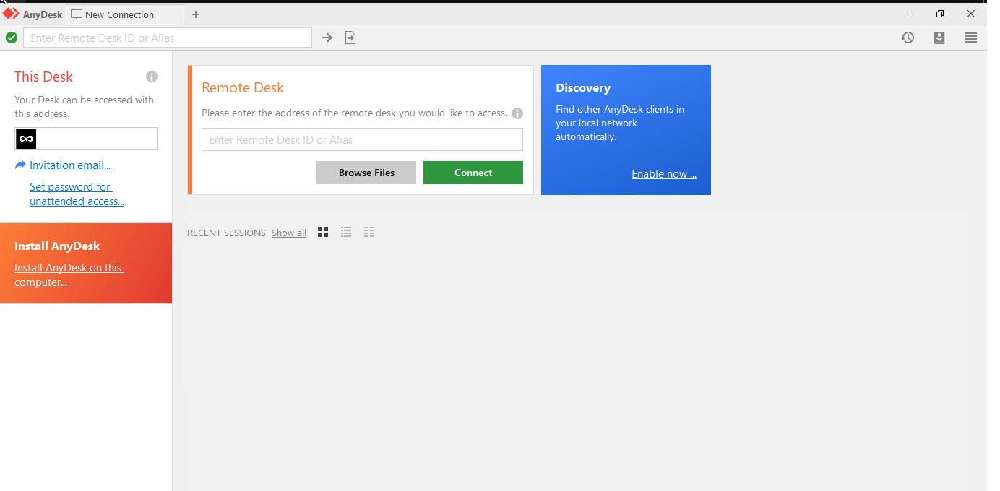 AnyDesk
New Connection
Enter Remote Desk ID or Alias
This Desk
Your Desk can be accessed with
this address.
Invitation email...
Set password for
unattended access...
Install AnyDesk
Install AnyDesk on this
computer...
Remote Desk
Please enter the address of the remote desk you would like to access.
Enter Remote Desk ID or Alias
Browse Files
Connect
Discovery
Find other AnyDesk clients in
your local network
automatically.
Enable now ...
RECENT SESSIONS Show all